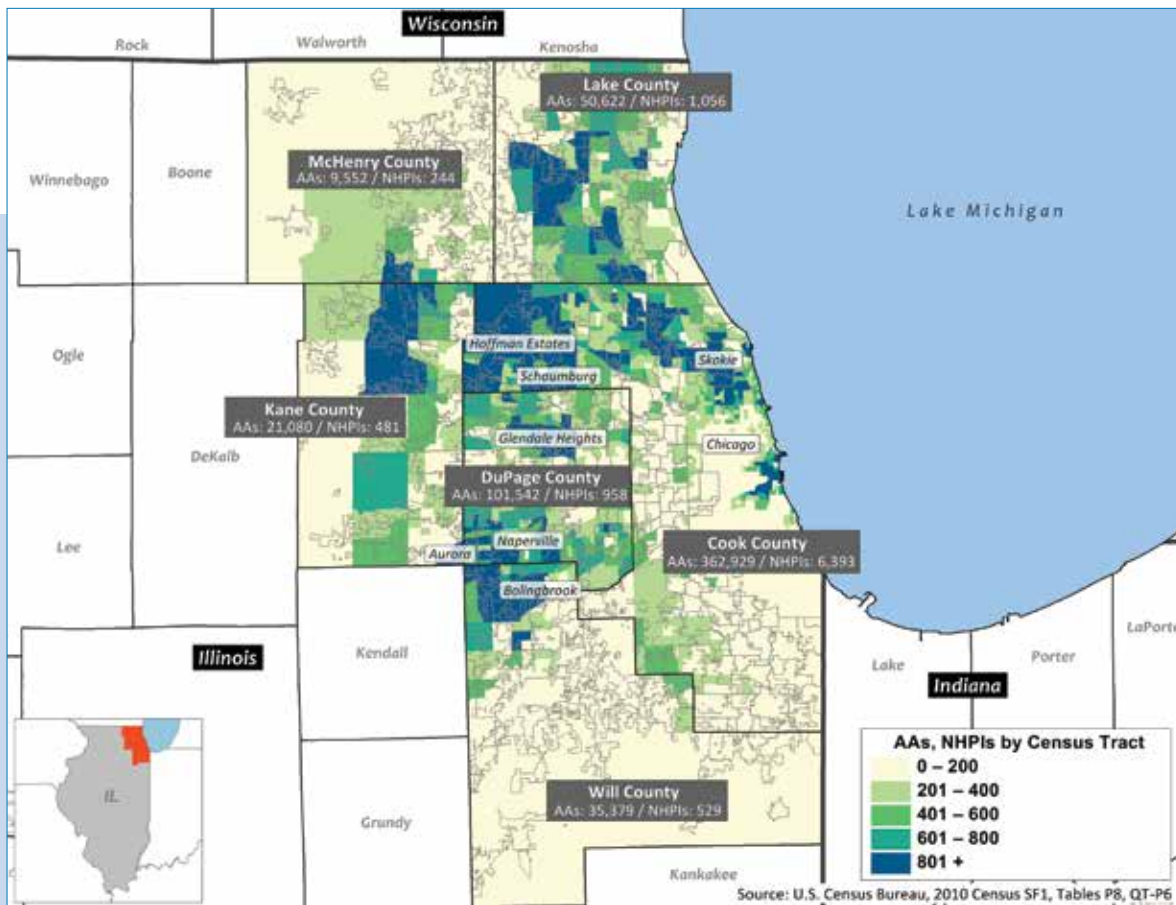 Wisconsin
Rock
Walworth
Kenosha
Lake County
AAs: 50,622 / NHPIs: 1,056
McHenry County
AAs: 9,552 / NHPIs: 244
Winnebago
Boone
Lake Michigan
Hoffman Estates
Ogle
Skokie
Schaumburg
Kane County
AAs: 21,080 / NHPIs: 481
Glendale Heights
Chicago
DeKalb
DuPage County
AAs: 101,542 / NHPIs: 958
Lee
Naperville
Aurora
Cook County
AAs: 362,929 / NHPIs: 6,393
Bolingbrook
Illinois
Kendall
Lake
Porter
LaPorte
Indiana
IL
AAs, NHPIs by Census Tract
0 – 200
201 – 400
401 – 600
601 – 800
801 +
Will County
AAs: 35,379 / NHPIs: 529
Grundy
Kankakee
Source: U.S. Census Bureau, 2010 Census SF1, Tables P8, QT-P6